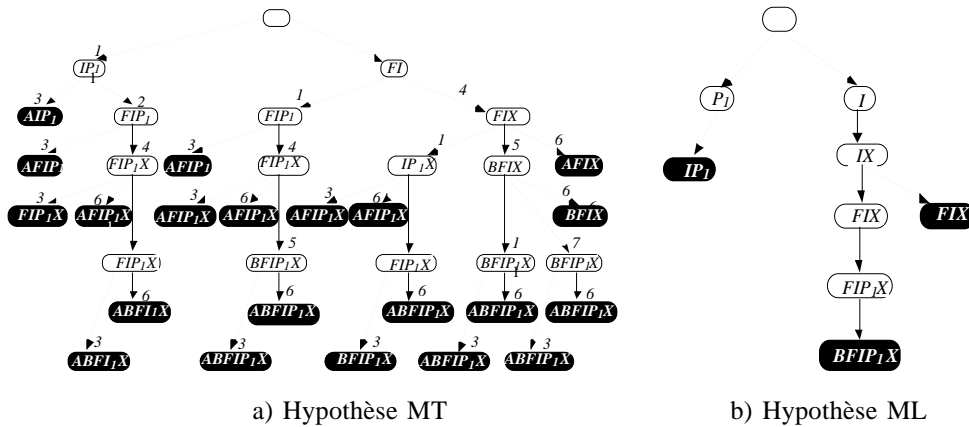 1
IP1
1
FI
P1
I
3
2
1
4
AIP1
FIP1
FIP1
FIX
3
4
3
4
1
5
6
IX
AFIP1
FIP1X
AFIP1
FIP1X
IP1X
BFIX
AFIX
IP1
3
6
3
6
3
6
6
FIP1X
AFIP1X
AFIP1X
AFIP1X
AFIP1X
AFIP1X
BFIX
FIX
FIX
5
1
7
FIP1X
BFIP1X
FIP1X
BFIP1X
BFIP1X
1
FIP1X
6
6
6
6
6
ABFI1X
ABFIP1X
ABFIP1X
ABFIP1X
ABFIP1X
3
3
3
3
3
ABFI1X
ABFIP1X
BFIP1X
ABFIP1X
ABFIP1X
BFIP1X
a) Hypothèse MT
b) Hypothèse ML